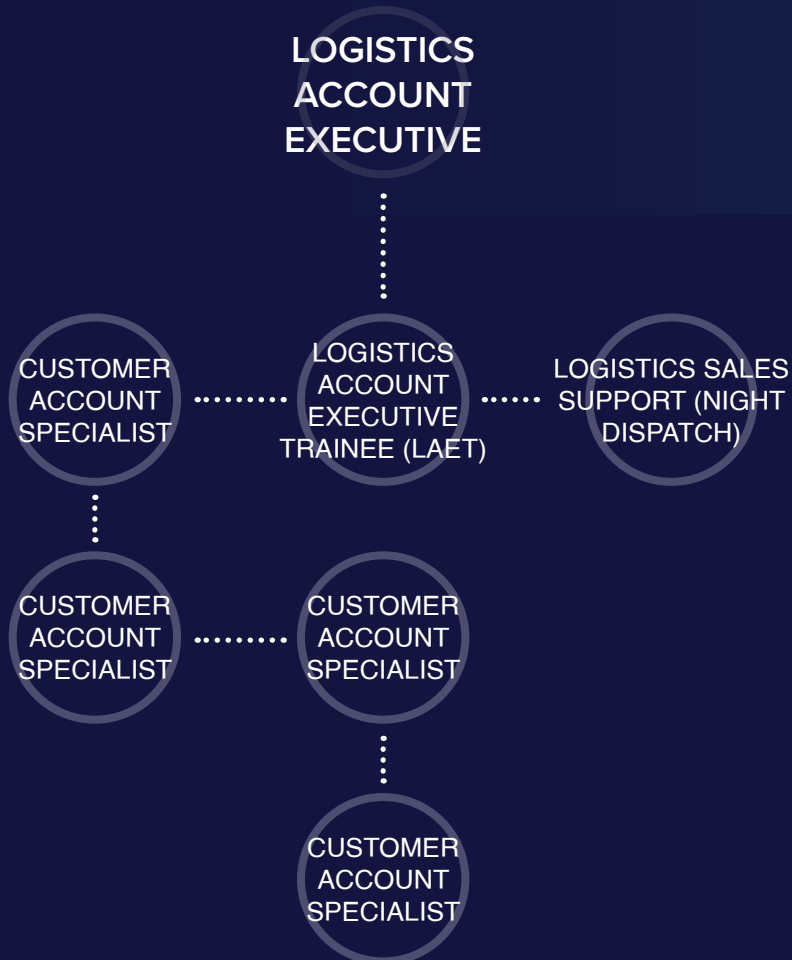 LOGISTICS
ACCOUNT
EXECUTIVE
CUSTOMER
ACCOUNT
SPECIALIST
LOGISTICS
ACCOUNT
EXECUTIVE
TRAINEE (LAET)
LOGISTICS SALES
SUPPORT (NIGHT
DISPATCH)
CUSTOMER
ACCOUNT
SPECIALIST
CUSTOMER
ACCOUNT
SPECIALIST
CUSTOMER
ACCOUNT
SPECIALIST